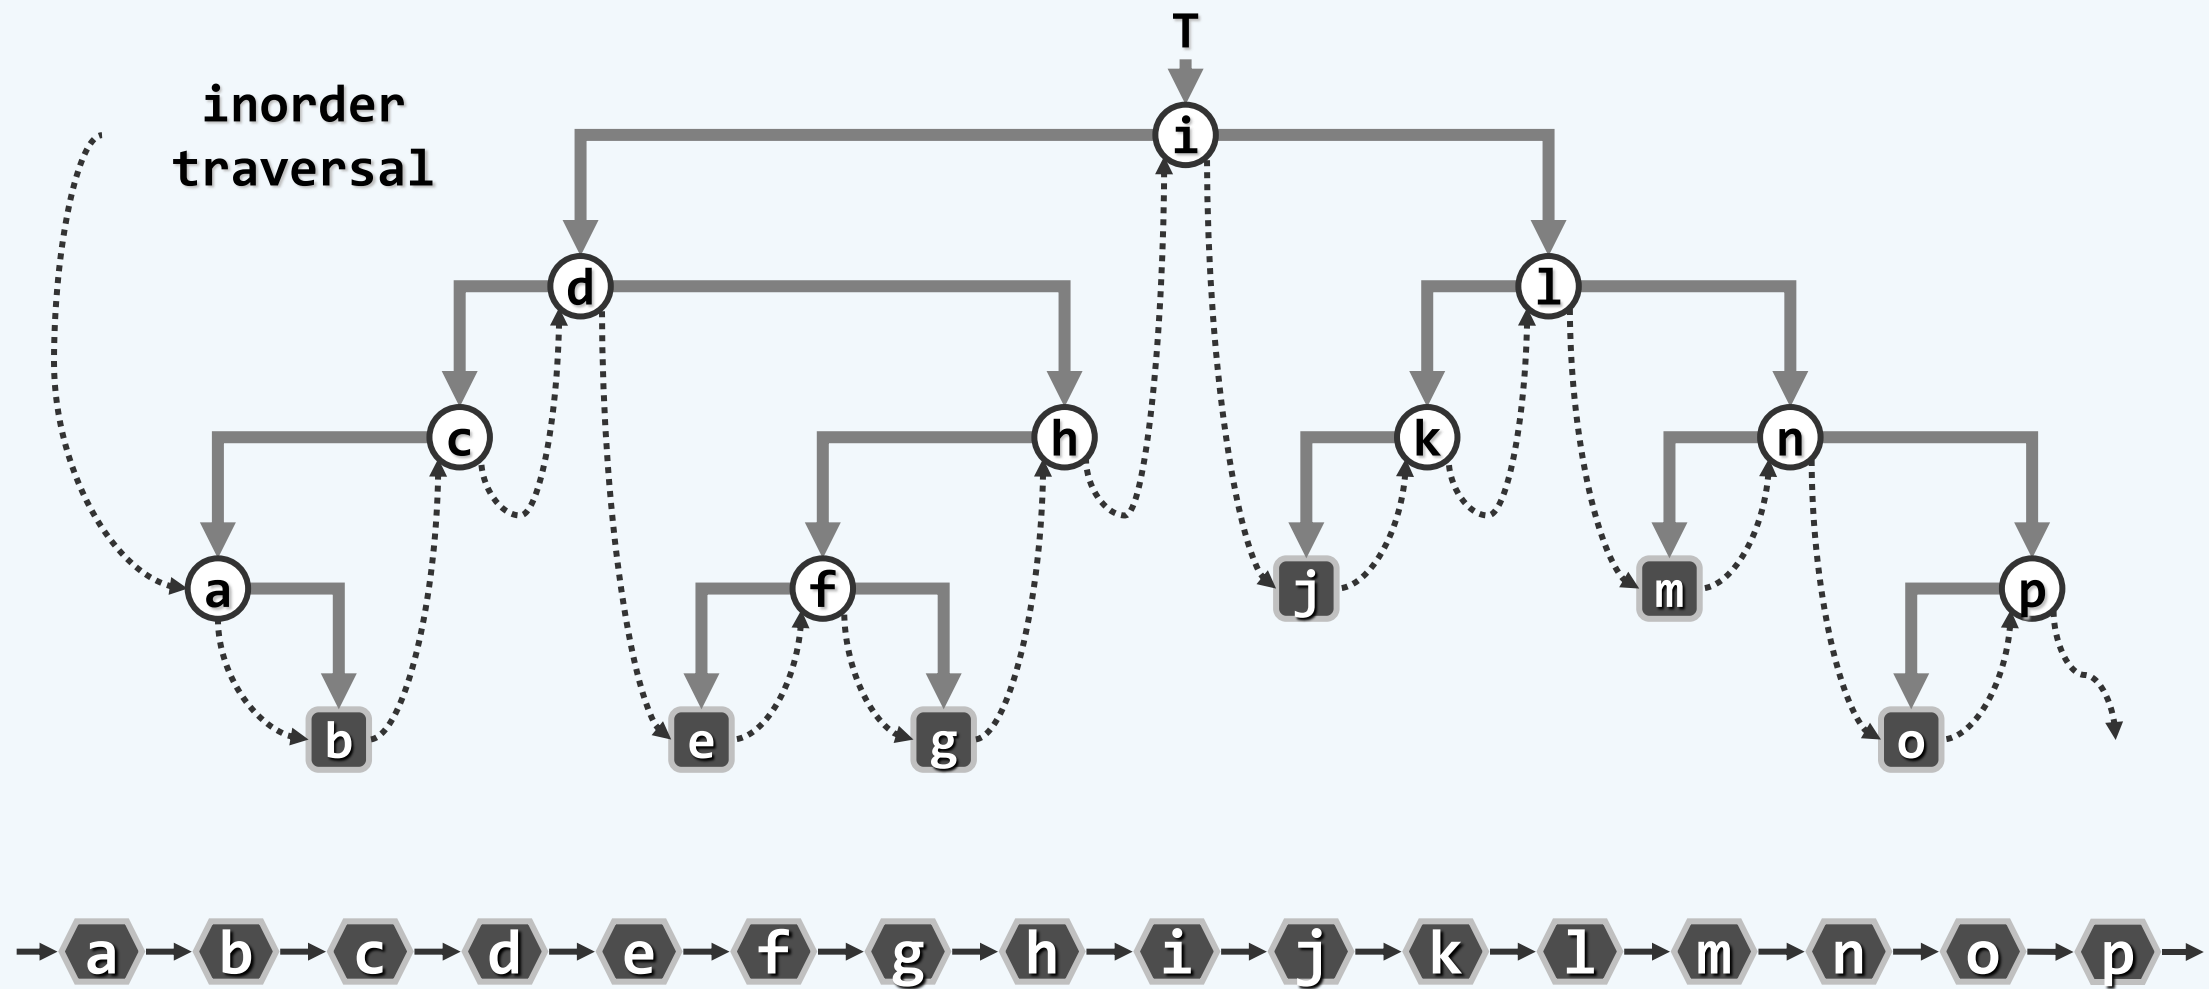 T
inorder
traversal
i
d l
c h k n
a f j m p
b e g o
a b c d e f g h i j k l m n o p